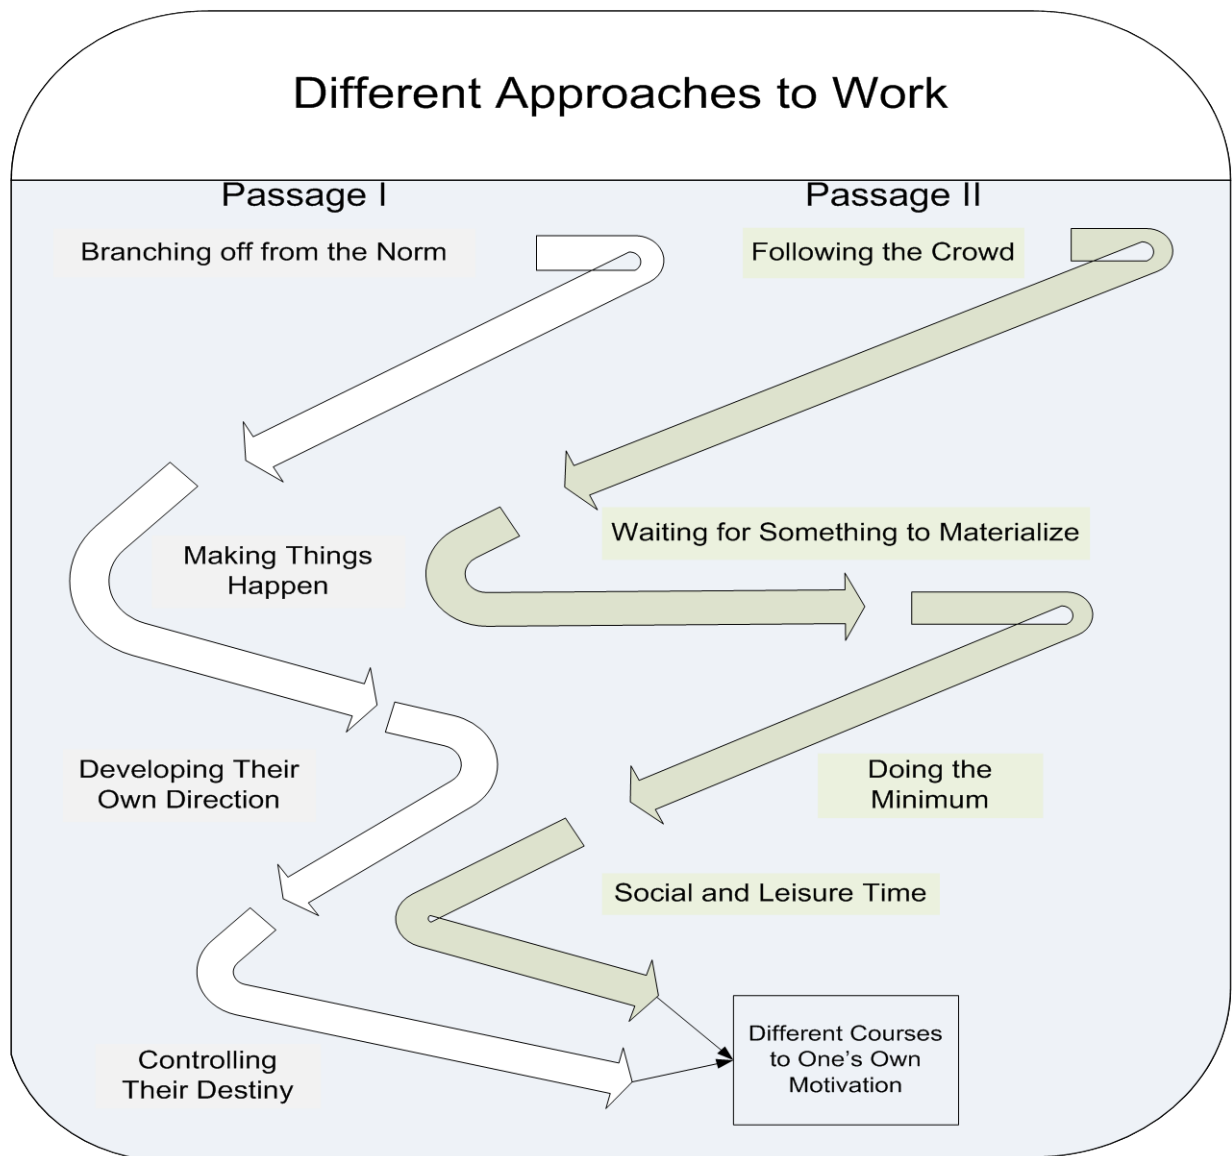 Different Approaches to Work
Passage I
Branching off from the Norm
Making Things
Happen
Developing Their
Own Direction
Controlling
Their Destiny
Passage II
Following the Crowd
Waiting for Something to Materialize
Doing the
Minimum
Social and Leisure Time
Different Courses
to One's Own
Motivation